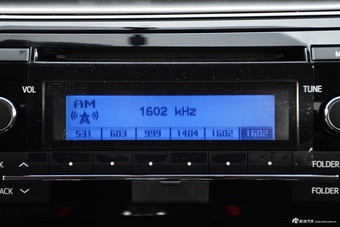 VOL
TUNE
AM
1602 kHz
531 603 999 1404 1602 1602
FOLDER
FOLDER